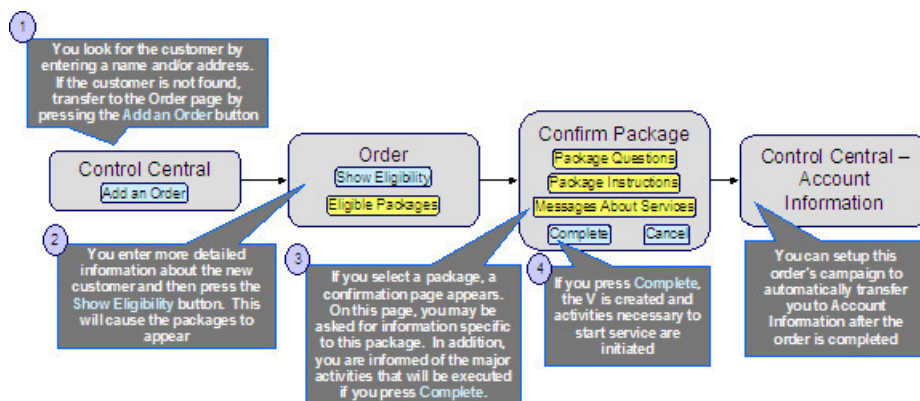 1
You look for the customer by
entering a name and/or address.
If the customer is not found,
transfer to the Order page by
pressing the Add an Order button
Control Central
Add an Order
Order
Show Eligibility
Eligible Packages
Confirm Package
Package Questions
Package Instructions
Messages About Services
Complete
Cancel
Control Central –
Account
Information
2
You enter more detailed
information about the new
customer and then press the
Show Eligibility button. This
will cause the packages to
appear
3
If you select a package, a
confirmation page appears.
On this page, you may be
asked for information specific
to this package. In addition,
you are informed of the major
activities that will be executed
if you press Complete.
4
If you press Complete,
the V is created and
activities necessary to
start service are
initiated
You can setup this
order's campaign to
automatically transfer
you to Account
Information after the
order is completed